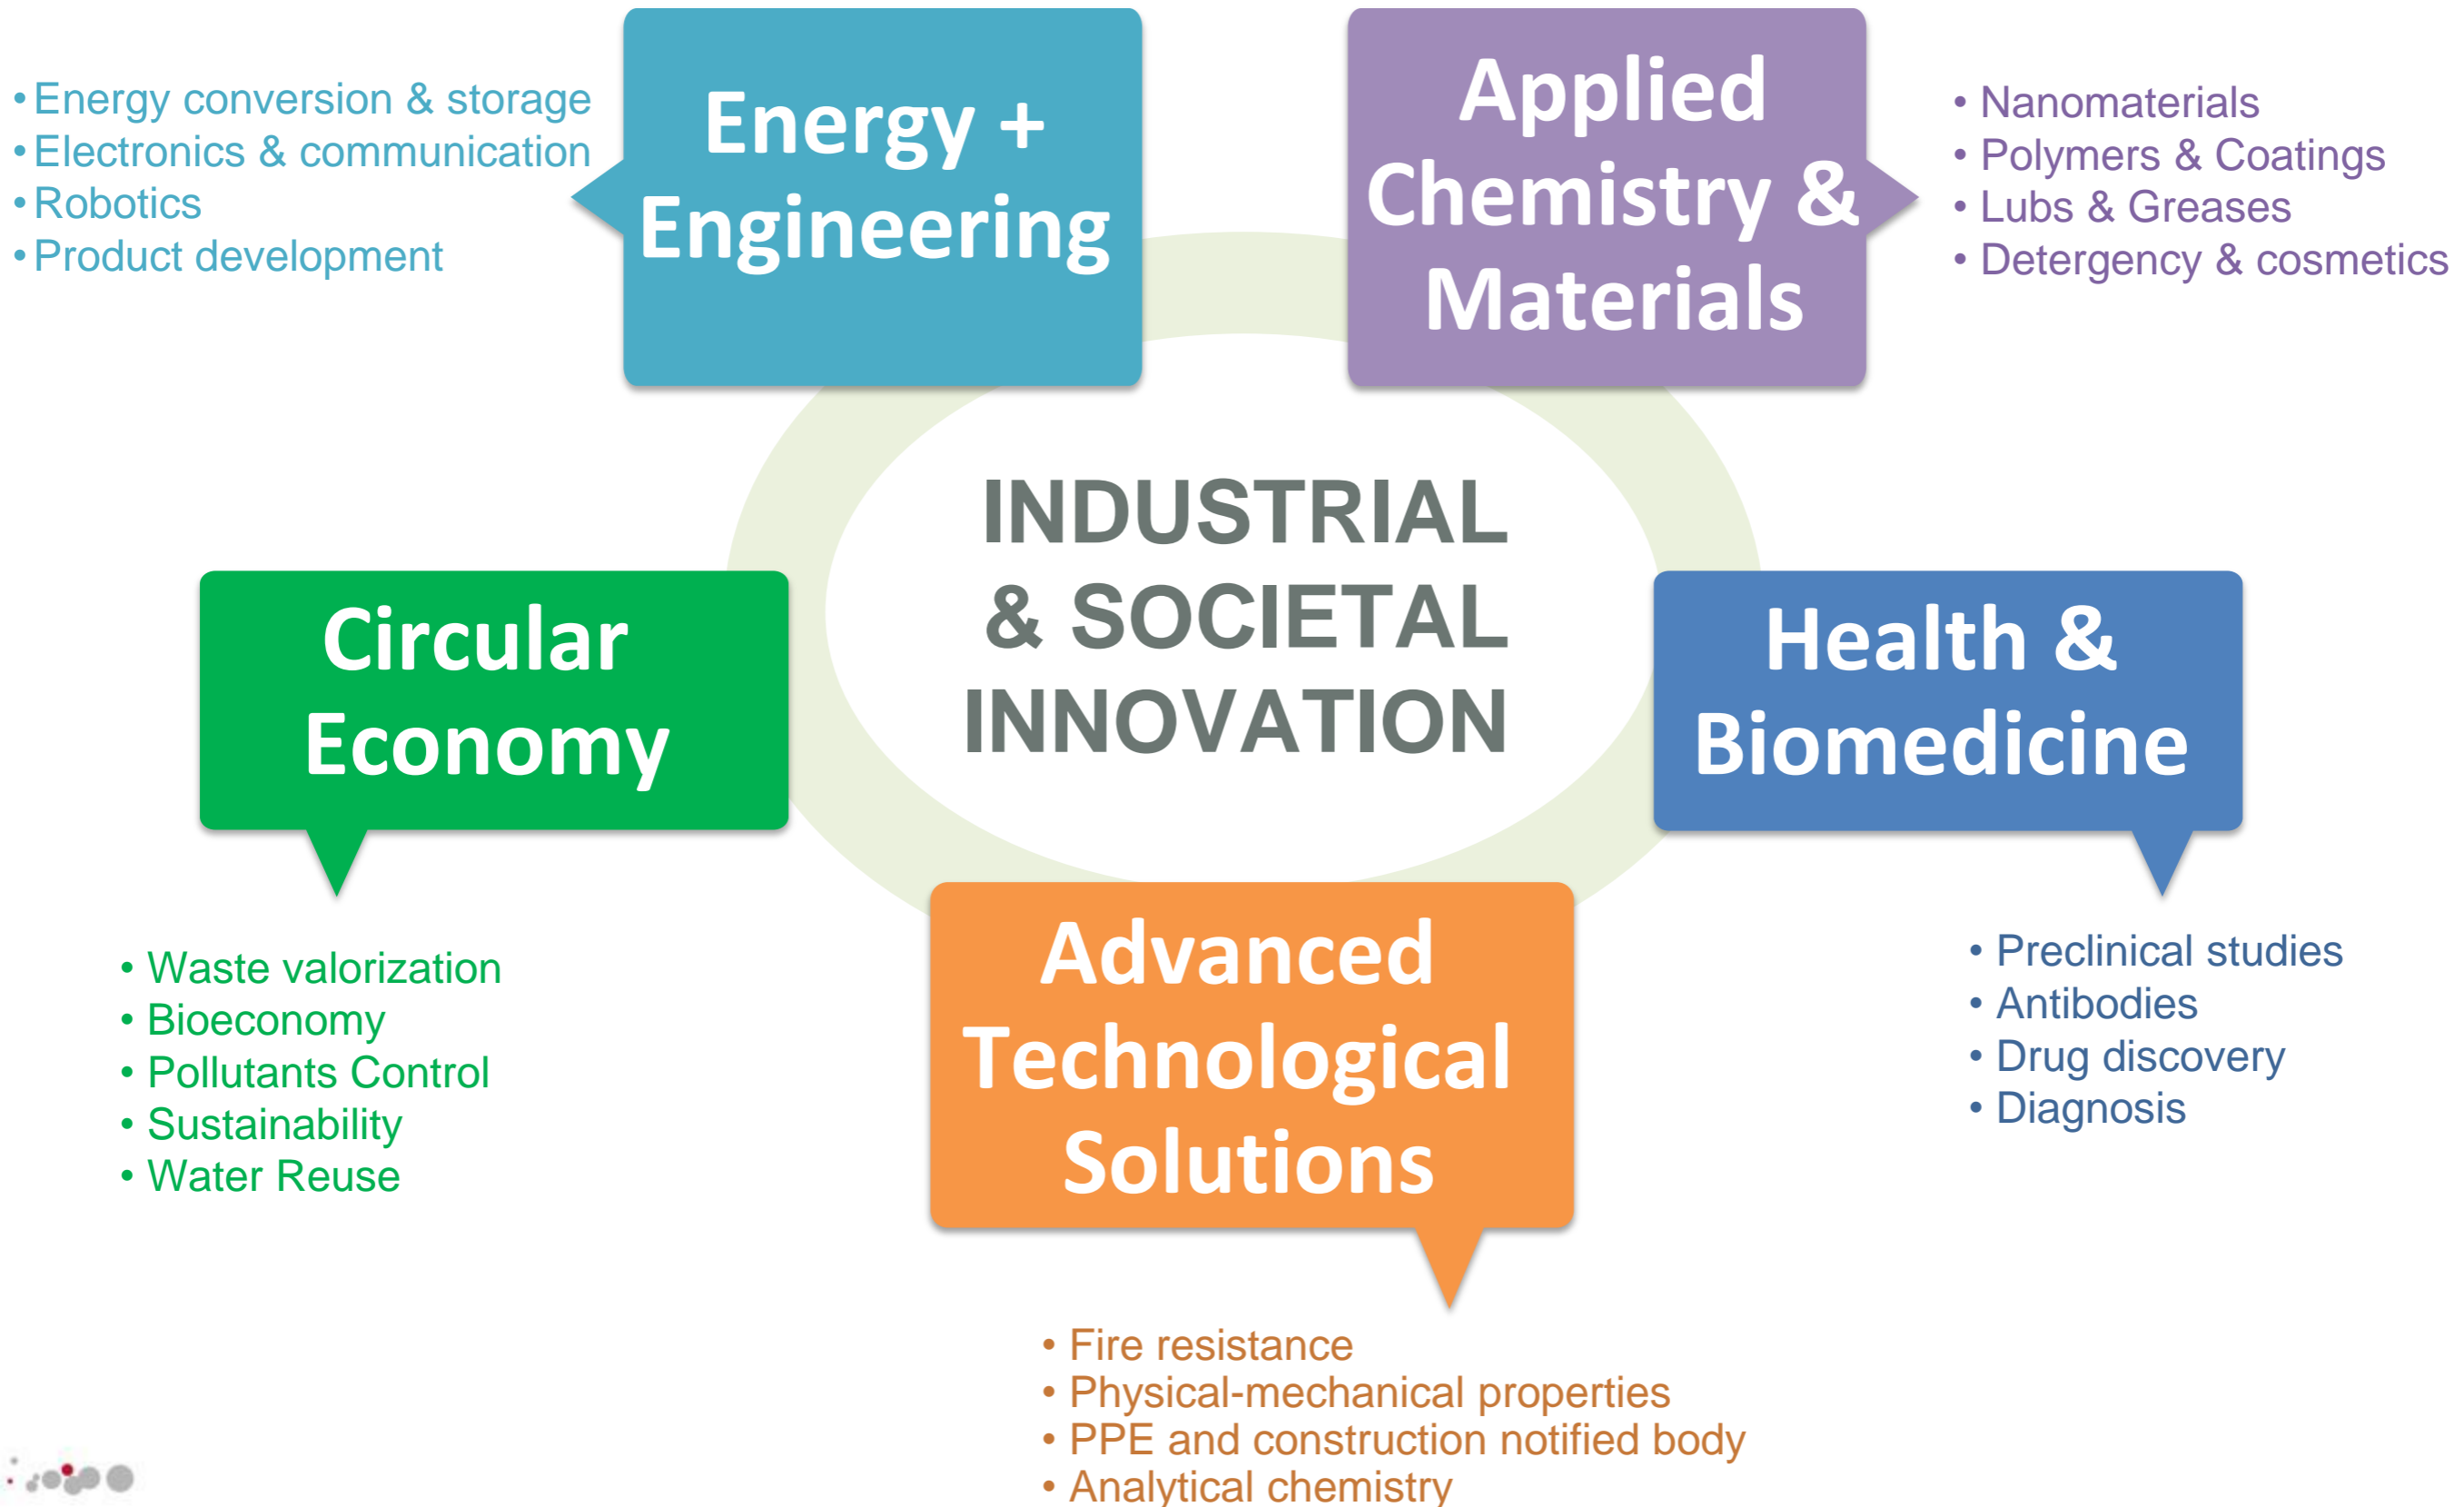 Energy +
Engineering
• Energy conversion & storage
• Electronics & communication
• Robotics
• Product development
Applied
Chemistry &
Materials
• Nanomaterials
• Polymers & Coatings
• Lubs & Greases
• Detergency & cosmetics
INDUSTRIAL
& SOCIETAL
INNOVATION
Circular
Economy
• Waste valorization
• Bioeconomy
• Pollutants Control
• Sustainability
• Water Reuse
Health &
Biomedicine
• Preclinical studies
• Antibodies
• Drug discovery
• Diagnosis
Advanced
Technological
Solutions
• Fire resistance
• Physical-mechanical properties
• PPE and construction notified body
• Analytical chemistry